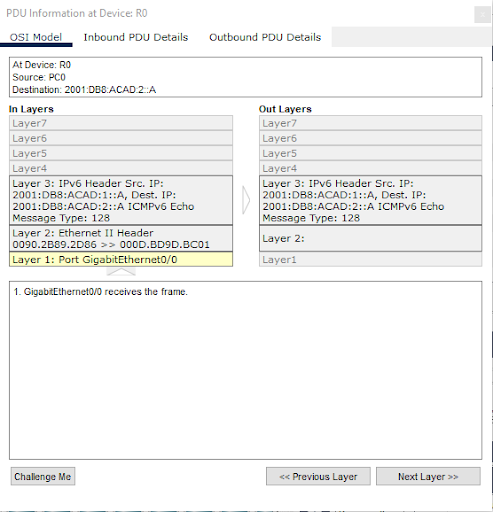 PDU Information at Device: R0
OSI Model Inbound PDU Details Outbound PDU Details
At Device: R0
Source: PC0
Destination: 2001:DB8:ACAD:2::A
In Layers
Layer7
Layer6
Layer5
Layer4
Layer 3: IPv6 Header Src. IP:
2001:DB8:ACAD:1::A, Dest. IP:
2001:DB8:ACAD:2::A ICMPv6 Echo
Message Type: 128
Layer 2: Ethernet II Header
0090.2B89.2D86 >> 000D.BD9D.BC01
Layer 1: Port GigabitEthernet0/0
Out Layers
Layer7
Layer6
Layer5
Layer4
Layer 3: IPv6 Header Src. IP:
2001:DB8:ACAD:1::A, Dest. IP:
2001:DB8:ACAD:2::A ICMPv6 Echo
Message Type: 128
Layer 2:
Layer1
1. GigabitEthernet0/0 receives the frame.
Challenge Me << Previous Layer Next Layer >>